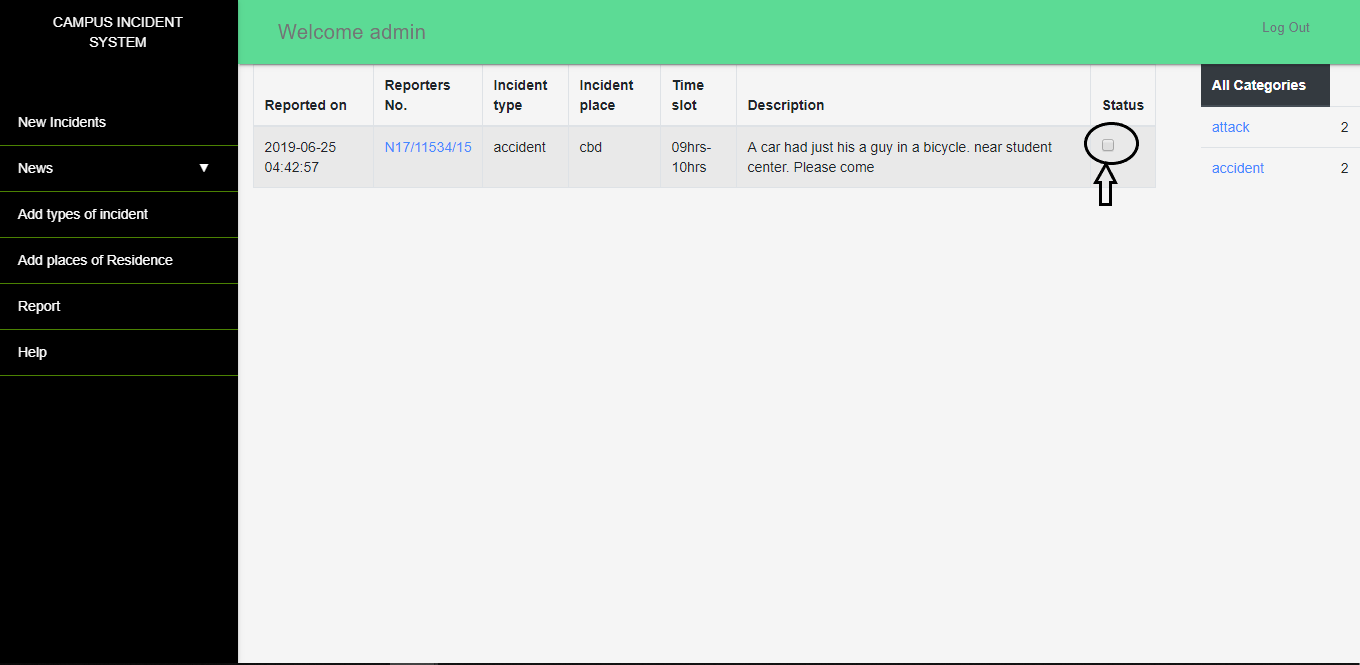 CAMPUS INCIDENT
SYSTEM
New Incidents
News ▼
Add types of incident
Add places of Residence
Report
Help
Welcome admin
Log Out
Reported on
Reporters
No.
Incident
type
Incident
place
Time
slot
Description
Status
2019-06-25
04:42:57
N17/11534/15
accident
cbd
09hrs-
10hrs
A car had just his a guy in a bicycle. near student
center. Please come
All Categories
attack 2
accident 2